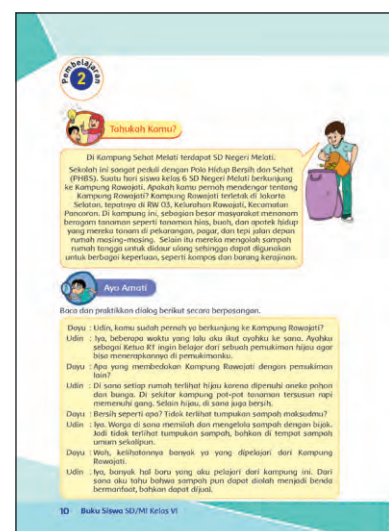 Pembelajaran
2
Tahukah Kamu?
Di Kampung Sehat Melati terdapat SD Negeri Melati.
Sekolah ini sangat peduli dengan Pola Hidup Bersih dan Sehat
(PHBS). Suatu hari siswa kelas 6 SD Negeri Melati berkunjung
ke Kampung Rawajati. Apakah kamu pernah mendengar tentang
Kampung Rawajati? Kampung Rawajati terletak di Jakarta
Selatan, tepatnya di RW 03, Kelurahan Rawajati, Kecamatan
Pancoran. Di kampung ini, sebagian besar masyarakat menanam
beragam tanaman seperti tanaman hias, buah, dan apotek hidup
yang mereka tanam di pekarangan, pagar, dan tepi jalan depan
rumah masing-masing. Selain itu mereka mengolah sampah
rumah tangga untuk didaur ulang sehingga dapat digunakan
untuk berbagai keperluan, seperti kompos dan barang kerajinan.
Ayo Amati
Baca dan praktikkan dialog berikut secara berpasangan.
Dayu : Udin, kamu sudah pernah ya berkunjung ke Kampung Rawajati?
Udin : Iya, beberapa waktu yang lalu aku ikut ayahku ke sana. Ayahku
sebagai Ketua RT ingin belajar dari sebuah pemukiman hijau agar
bisa menerapkannya di pemukimanku.
Dayu : Apa yang membedakan Kampung Rawajati dengan pemukiman
lain?
Udin : Di sana setiap rumah terlihat hijau karena dipenuhi aneka pohon
dan bunga. Di sekitar kampung pot-pot tanaman tersusun rapi
memenuhi gang. Selain hijau, di sana juga bersih.
Dayu : Bersih seperti apa? Tidak terlihat tumpukan sampah maksudmu?
Udin : Iya. Warga di sana memilah dan mengelola sampah dengan bijak.
Jadi tidak terlihat tumpukan sampah, bahkan di tempat sampah
umum sekalipun.
Dayu : Wah, kelihatannya banyak ya yang dipelajari dari Kampung
Rawajati.
Udin : Iya, banyak hal baru yang aku pelajari dari kampung ini. Dari
sana aku tahu bahwa sampah pun dapat diolah menjadi benda
bermanfaat, bahkan dapat dijual.
10 Buku Siswa SD/MI Kelas VI